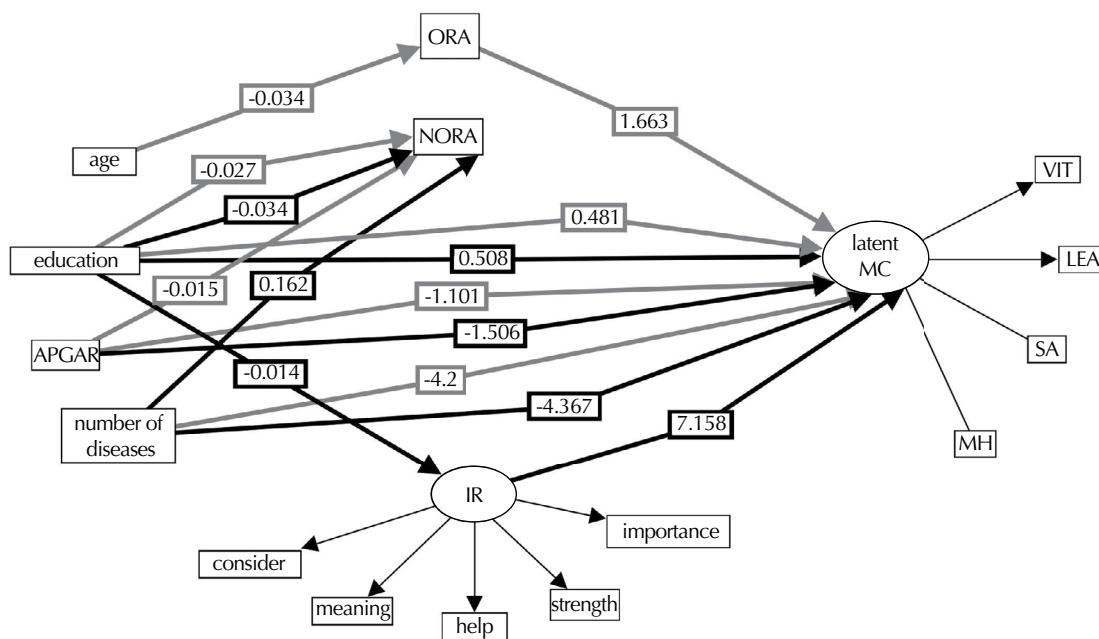 ORA
-0.034
1.663
NORA
age
-0.027
VIT
-0.034
0.481
latent
MC
education
0.508
LEA
-0.015
0.162
-1.101
-1.506
SA
APGAR
-0.014
-4.2
-4.367
7.158
number of
diseases
MH
IR
importance
consider
meaning
strength
help